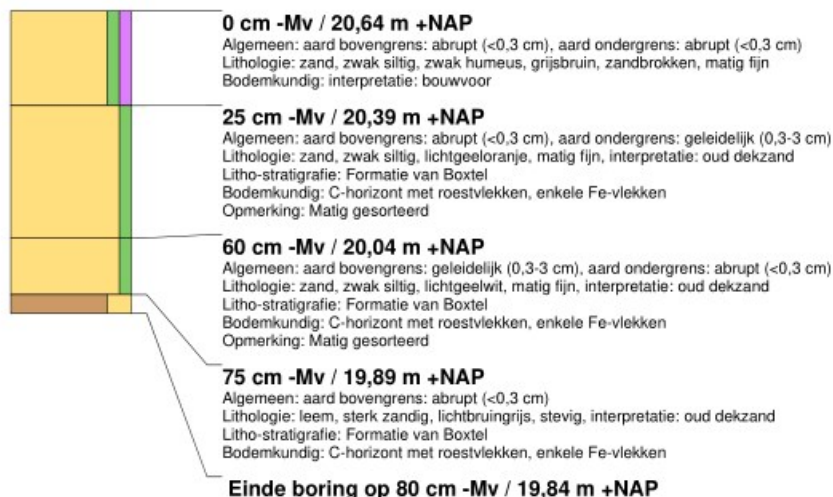 0 cm -Mv / 20,64 m +NAP
Algemeen: aard bovengrens: abrupt (<0,3 cm), aard ondergrens: abrupt (<0,3 cm)
Lithologie: zand, zwak siltig, zwak humeus, grijsbruin, zandbrokken, matig fijn
Bodemkundig: interpretatie: bouwvoor
25 cm -Mv / 20,39 m +NAP
Algemeen: aard bovengrens: abrupt (<0,3 cm), aard ondergrens: geleidelijk (0,3-3 cm)
Lithologie: zand, zwak siltig, lichtgeeloranje, matig fijn, interpretatie: oud dekzand
Litho-stratigrafie: Formatie van Boxtel
Bodemkundig: C-horizont met roestvlekken, enkele Fe-vlekken
Opmerking: Matig gesorteerd
60 cm -Mv / 20,04 m +NAP
Algemeen: aard bovengrens: geleidelijk (0,3-3 cm), aard ondergrens: abrupt (<0,3 cm)
Lithologie: zand, zwak siltig, lichtgeelwit, matig fijn, interpretatie: oud dekzand
Litho-stratigrafie: Formatie van Boxtel
Bodemkundig: C-horizont met roestvlekken, enkele Fe-vlekken
Opmerking: Matig gesorteerd
75 cm -Mv / 19,89 m +NAP
Algemeen: aard bovengrens: abrupt (<0,3 cm)
Lithologie: leem, sterk zandig, lichtbruingrijs, stevig, interpretatie: oud dekzand
Litho-stratigrafie: Formatie van Boxtel
Bodemkundig: C-horizont met roestvlekken, enkele Fe-vlekken
Einde boring op 80 cm -Mv / 19,84 m +NAP